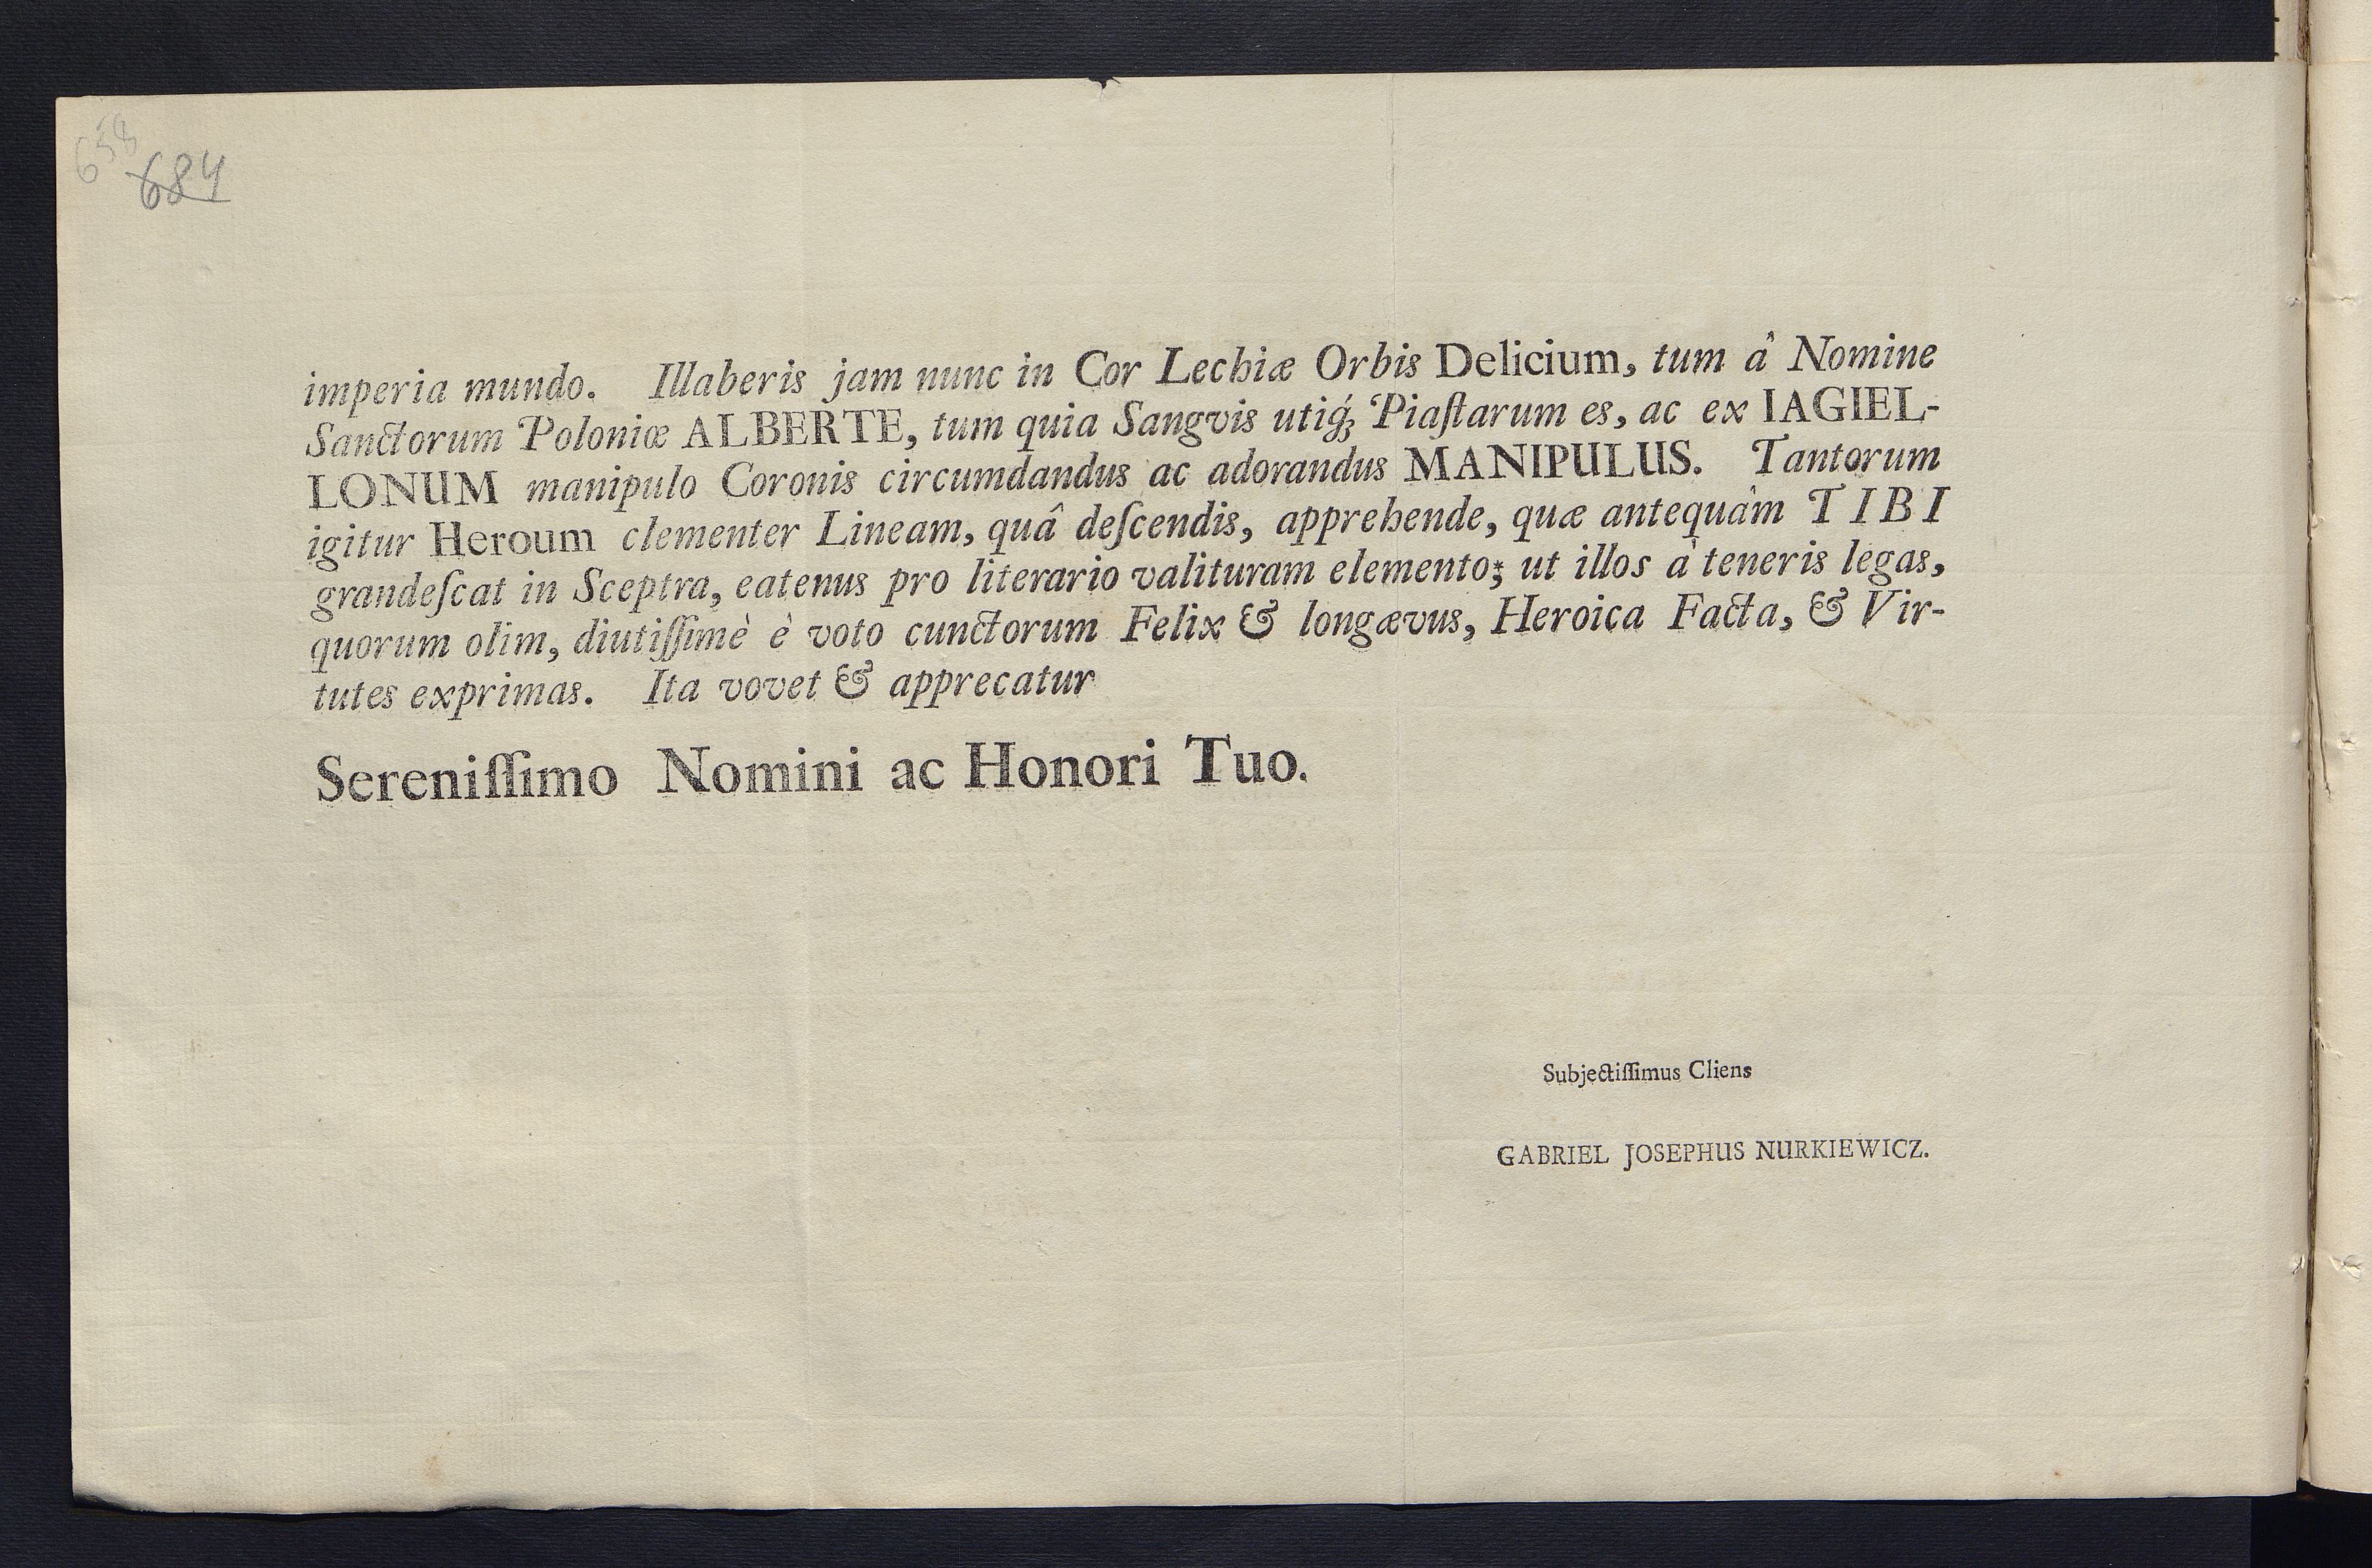 658
684
imperia mundo. Illaberis jam nunc in Cor Lechiæ Orbis Delicium, tum â Nomine
Sanctorum Poloniæ ALBERTE, tum quia Sangvis utiq́; Piaſtarum es, ac ex IAGIEL-
LONUM manipulo Coronis circumdandus ac adorandus MANIPULUS. Tantorum
igitur Heroum clementer Lineam, quâ deſcendis, apprehende, quæ antequâm TIBI
grandeſcat in Sceptra, eatenus pro literario valituram elemento; ut illos à teneris legas,
quorum olim, diutiſſimè è voto cunctorum Felix & longævus, Heroica Facta, & Vir-
tutes exprimas. Ita vovet & apprecatur
Sereniſſimo Nomini ac Honori Tuo.
Subjectiſſimus Cliens
GABRIEL JOSEPHUS NURKIEWICZ.